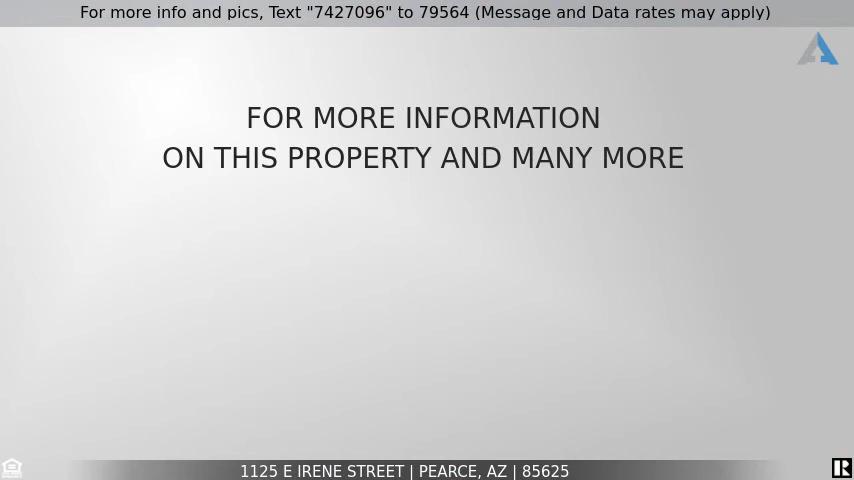 For more info and pics, Text "7427096" to 79564 (Message and Data rates may apply)
FOR MORE INFORMATION
ON THIS PROPERTY AND MANY MORE
1125 E IRENE STREET | PEARCE, AZ | 85625